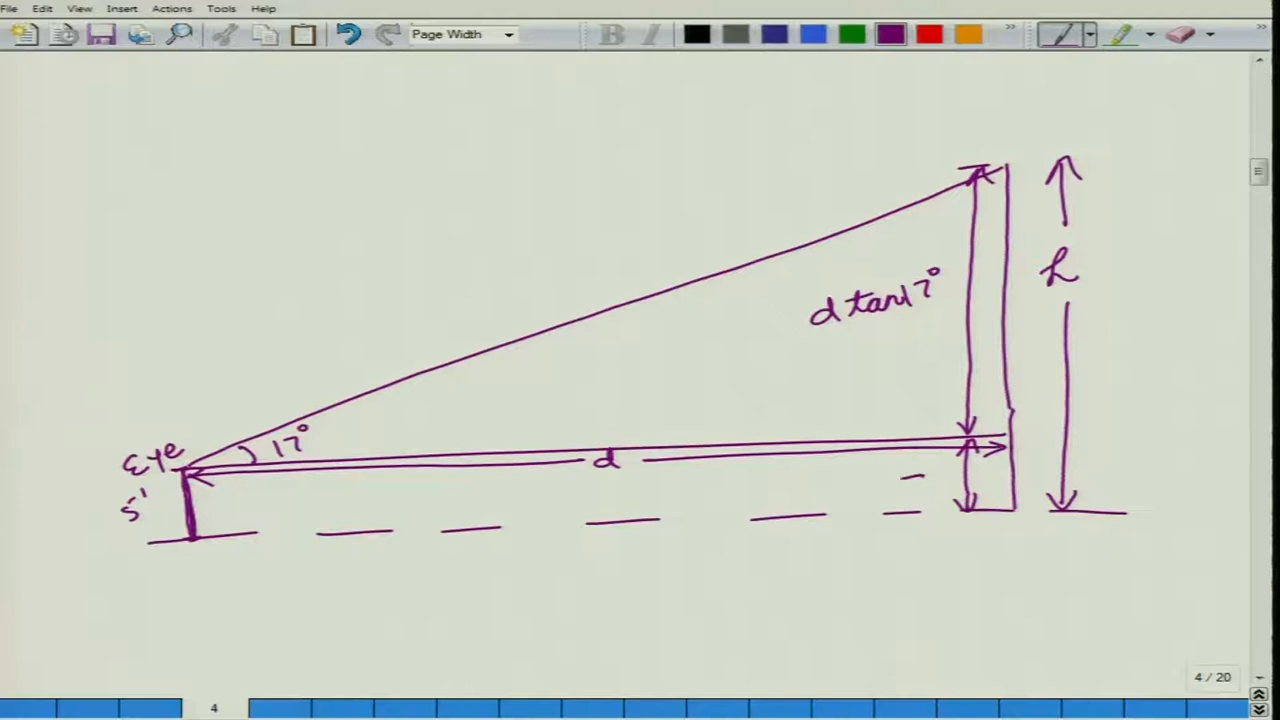 File Edit View Insert Actions Tools Help
Page Width
B I
h
d tan17°
Eye
17°
5'
d
4 / 20
4